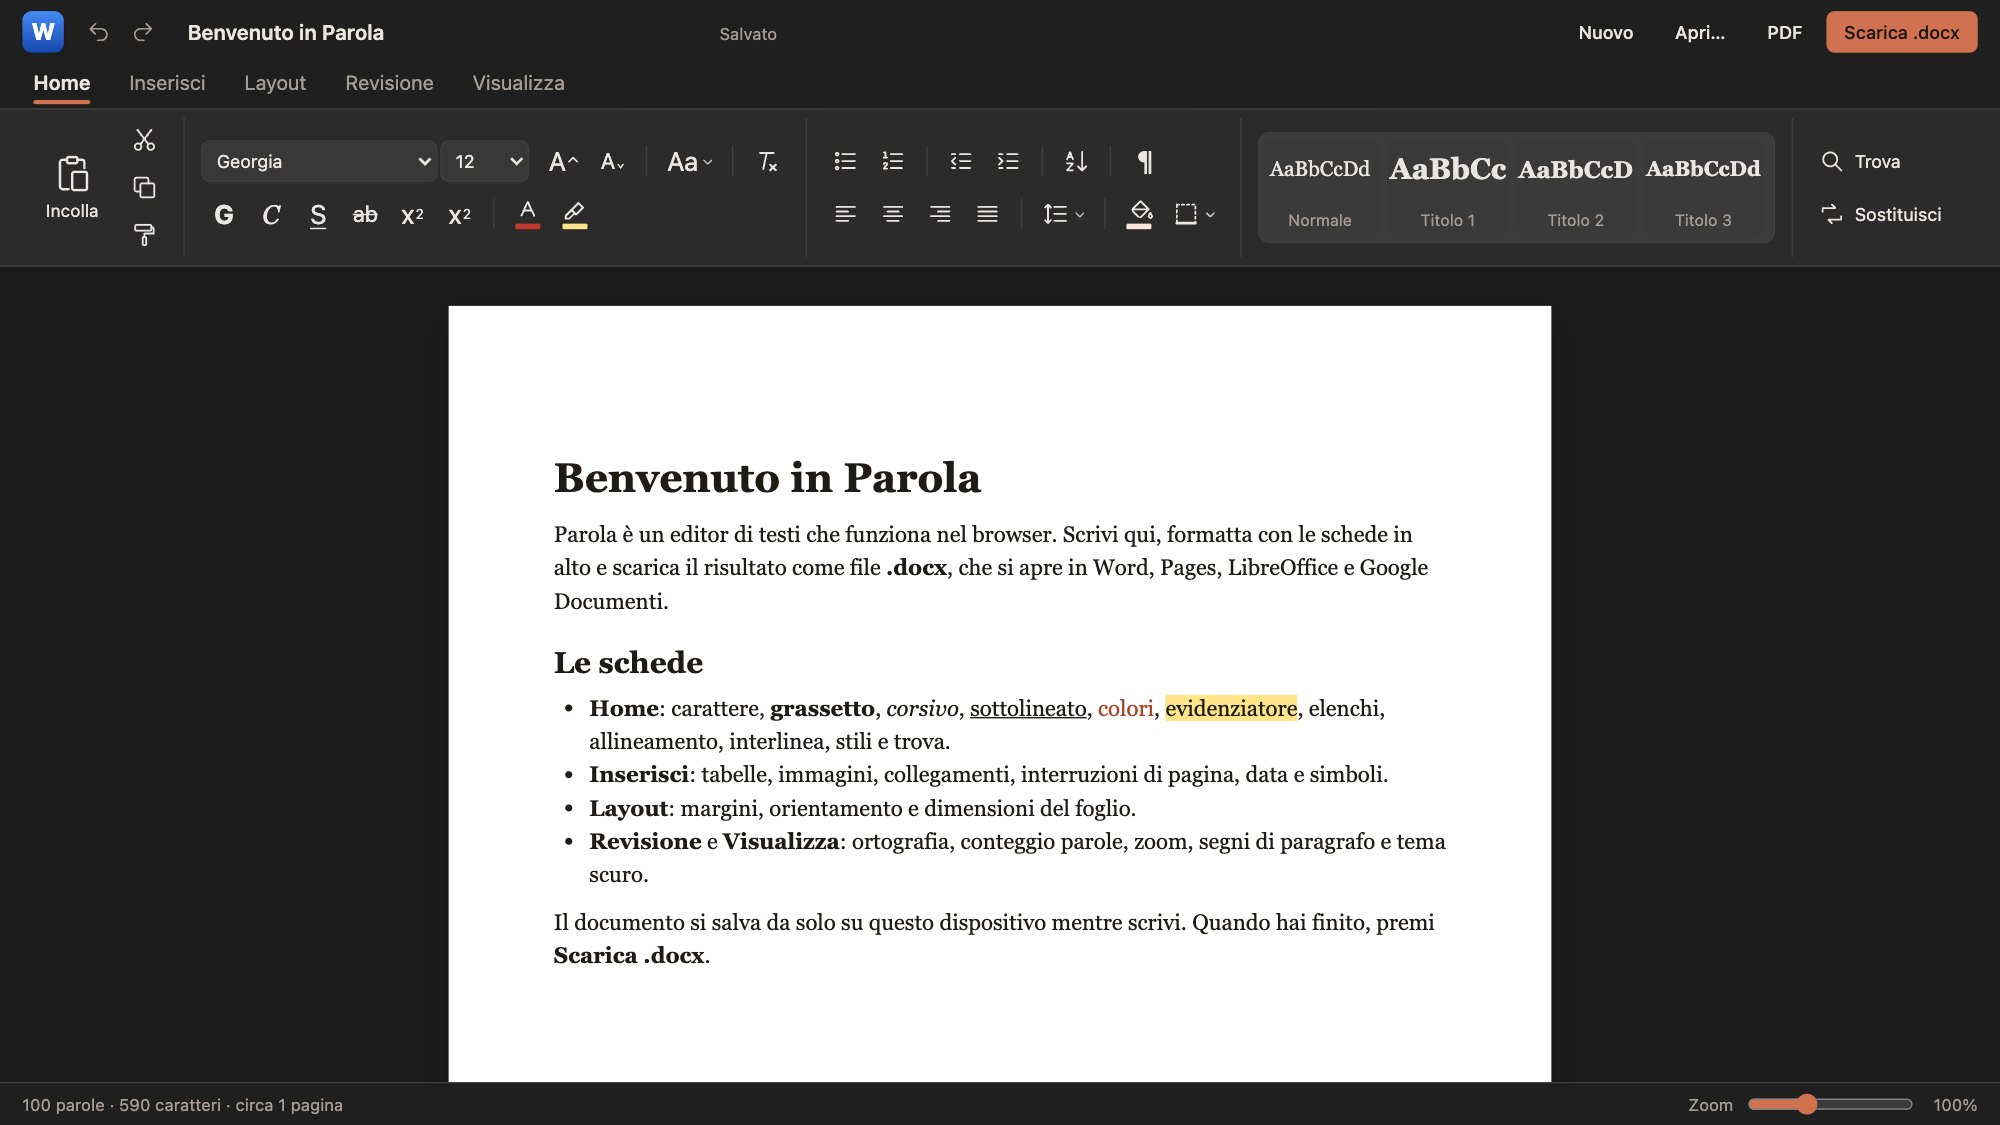 W Benvenuto in Parola Salvato Nuovo Apri... PDF Scarica .docx
Home Inserisci Layout Revisione Visualizza
Incolla
Georgia 12 A A Aa Tx
G C S ab x² x² A
AaBbCcDd AaBbCc AaBbCcD AaBbCcDd
Normale Titolo 1 Titolo 2 Titolo 3
Trova
Sostituisci
Benvenuto in Parola
Parola è un editor di testi che funziona nel browser. Scrivi qui, formatta con le schede in
alto e scarica il risultato come file .docx, che si apre in Word, Pages, LibreOffice e Google
Documenti.
Le schede
• Home: carattere, grassetto, corsivo, sottolineato, colori, evidenziatore, elenchi,
allineamento, interlinea, stili e trova.
• Inserisci: tabelle, immagini, collegamenti, interruzioni di pagina, data e simboli.
• Layout: margini, orientamento e dimensioni del foglio.
• Revisione e Visualizza: ortografia, conteggio parole, zoom, segni di paragrafo e tema
scuro.
Il documento si salva da solo su questo dispositivo mentre scrivi. Quando hai finito, premi
Scarica .docx.
100 parole · 590 caratteri · circa 1 pagina Zoom 100%